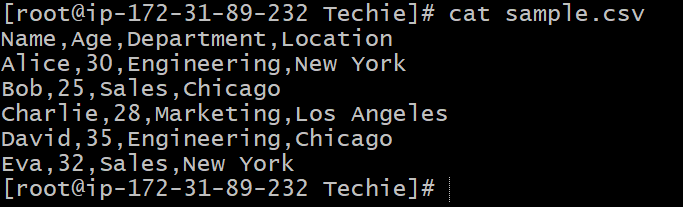 [root@ip-172-31-89-232 Techie]# cat sample.csv
Name,Age,Department,Location
Alice,30,Engineering,New York
Bob,25,Sales,Chicago
Charlie,28,Marketing,Los Angeles
David,35,Engineering,Chicago
Eva,32,Sales,New York
[root@ip-172-31-89-232 Techie]#